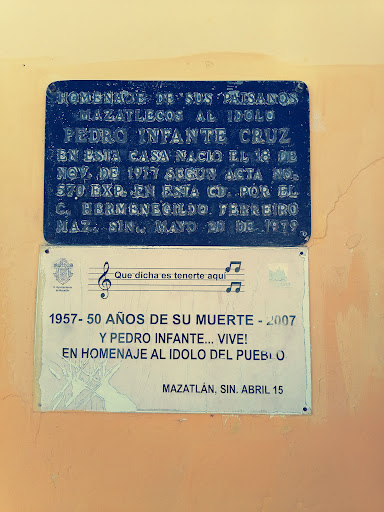 HOMENAJE DE SUS PAISANOS
MAZATLECOS AL IDOLO
PEDRO INFANTE CRUZ
EN ESTA CASA NACIO EL 18 DE
NOV. DE 1917 SEGUN ACTA NO.
570 EXP. EN ESTA CD. POR EL
C. HERMENEGILDO FERREIRO
MAZ. SIN. MAYO DE 1979
Que dicha es tenerte aquí
1957- 50 AÑOS DE SU MUERTE - 2007
Y PEDRO INFANTE... VIVE!
EN HOMENAJE AL IDOLO DEL PUEBLO
MAZATLÁN, SIN. ABRIL 15